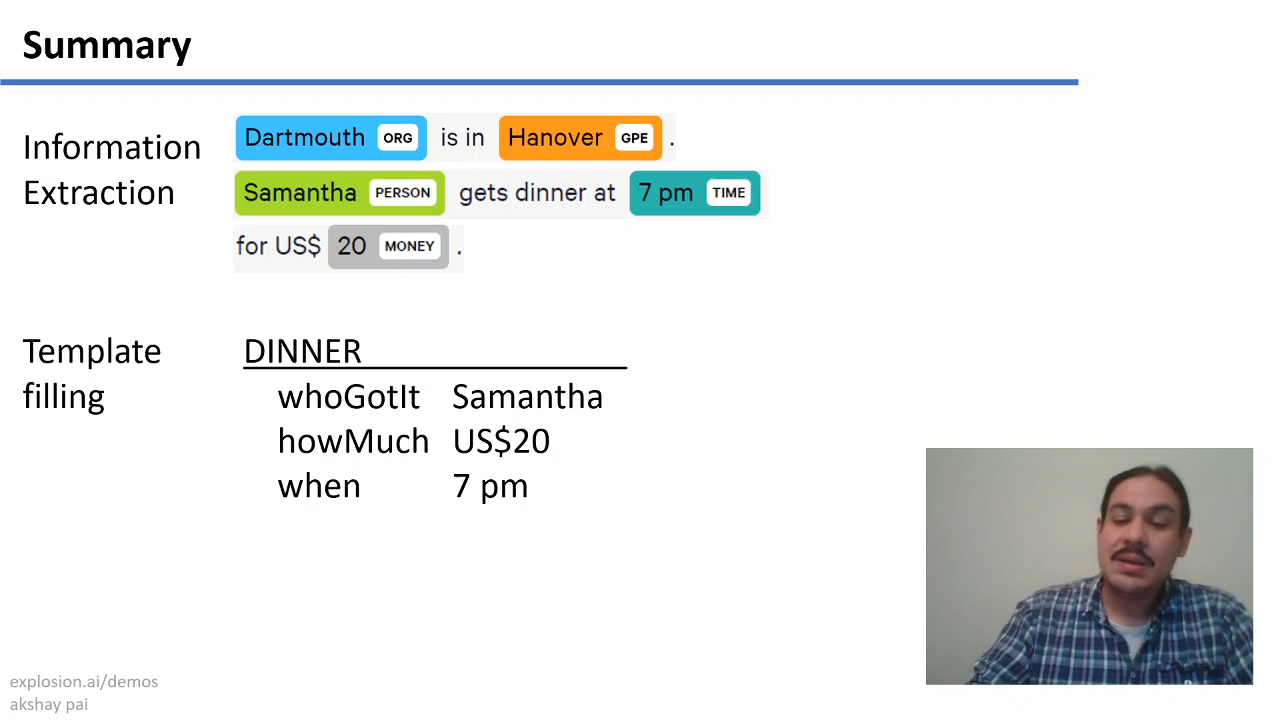 Summary
Information
Extraction
Dartmouth ORG is in Hanover GPE .
Samantha PERSON gets dinner at 7 pm TIME
for US$ 20 MONEY .
Template
filling
DINNER
whoGotIt Samantha
howMuch US$20
when 7 pm
explosion.ai/demos
akshay pai